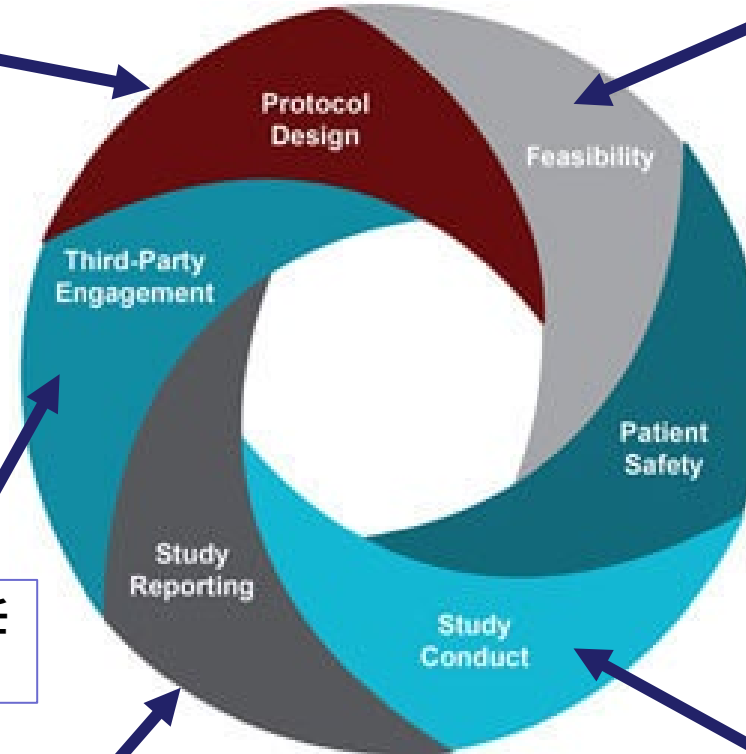 Protocol
Design
Feasibility
Third-Party
Engagement
Patient
Safety
Study
Reporting
Study
Conduct